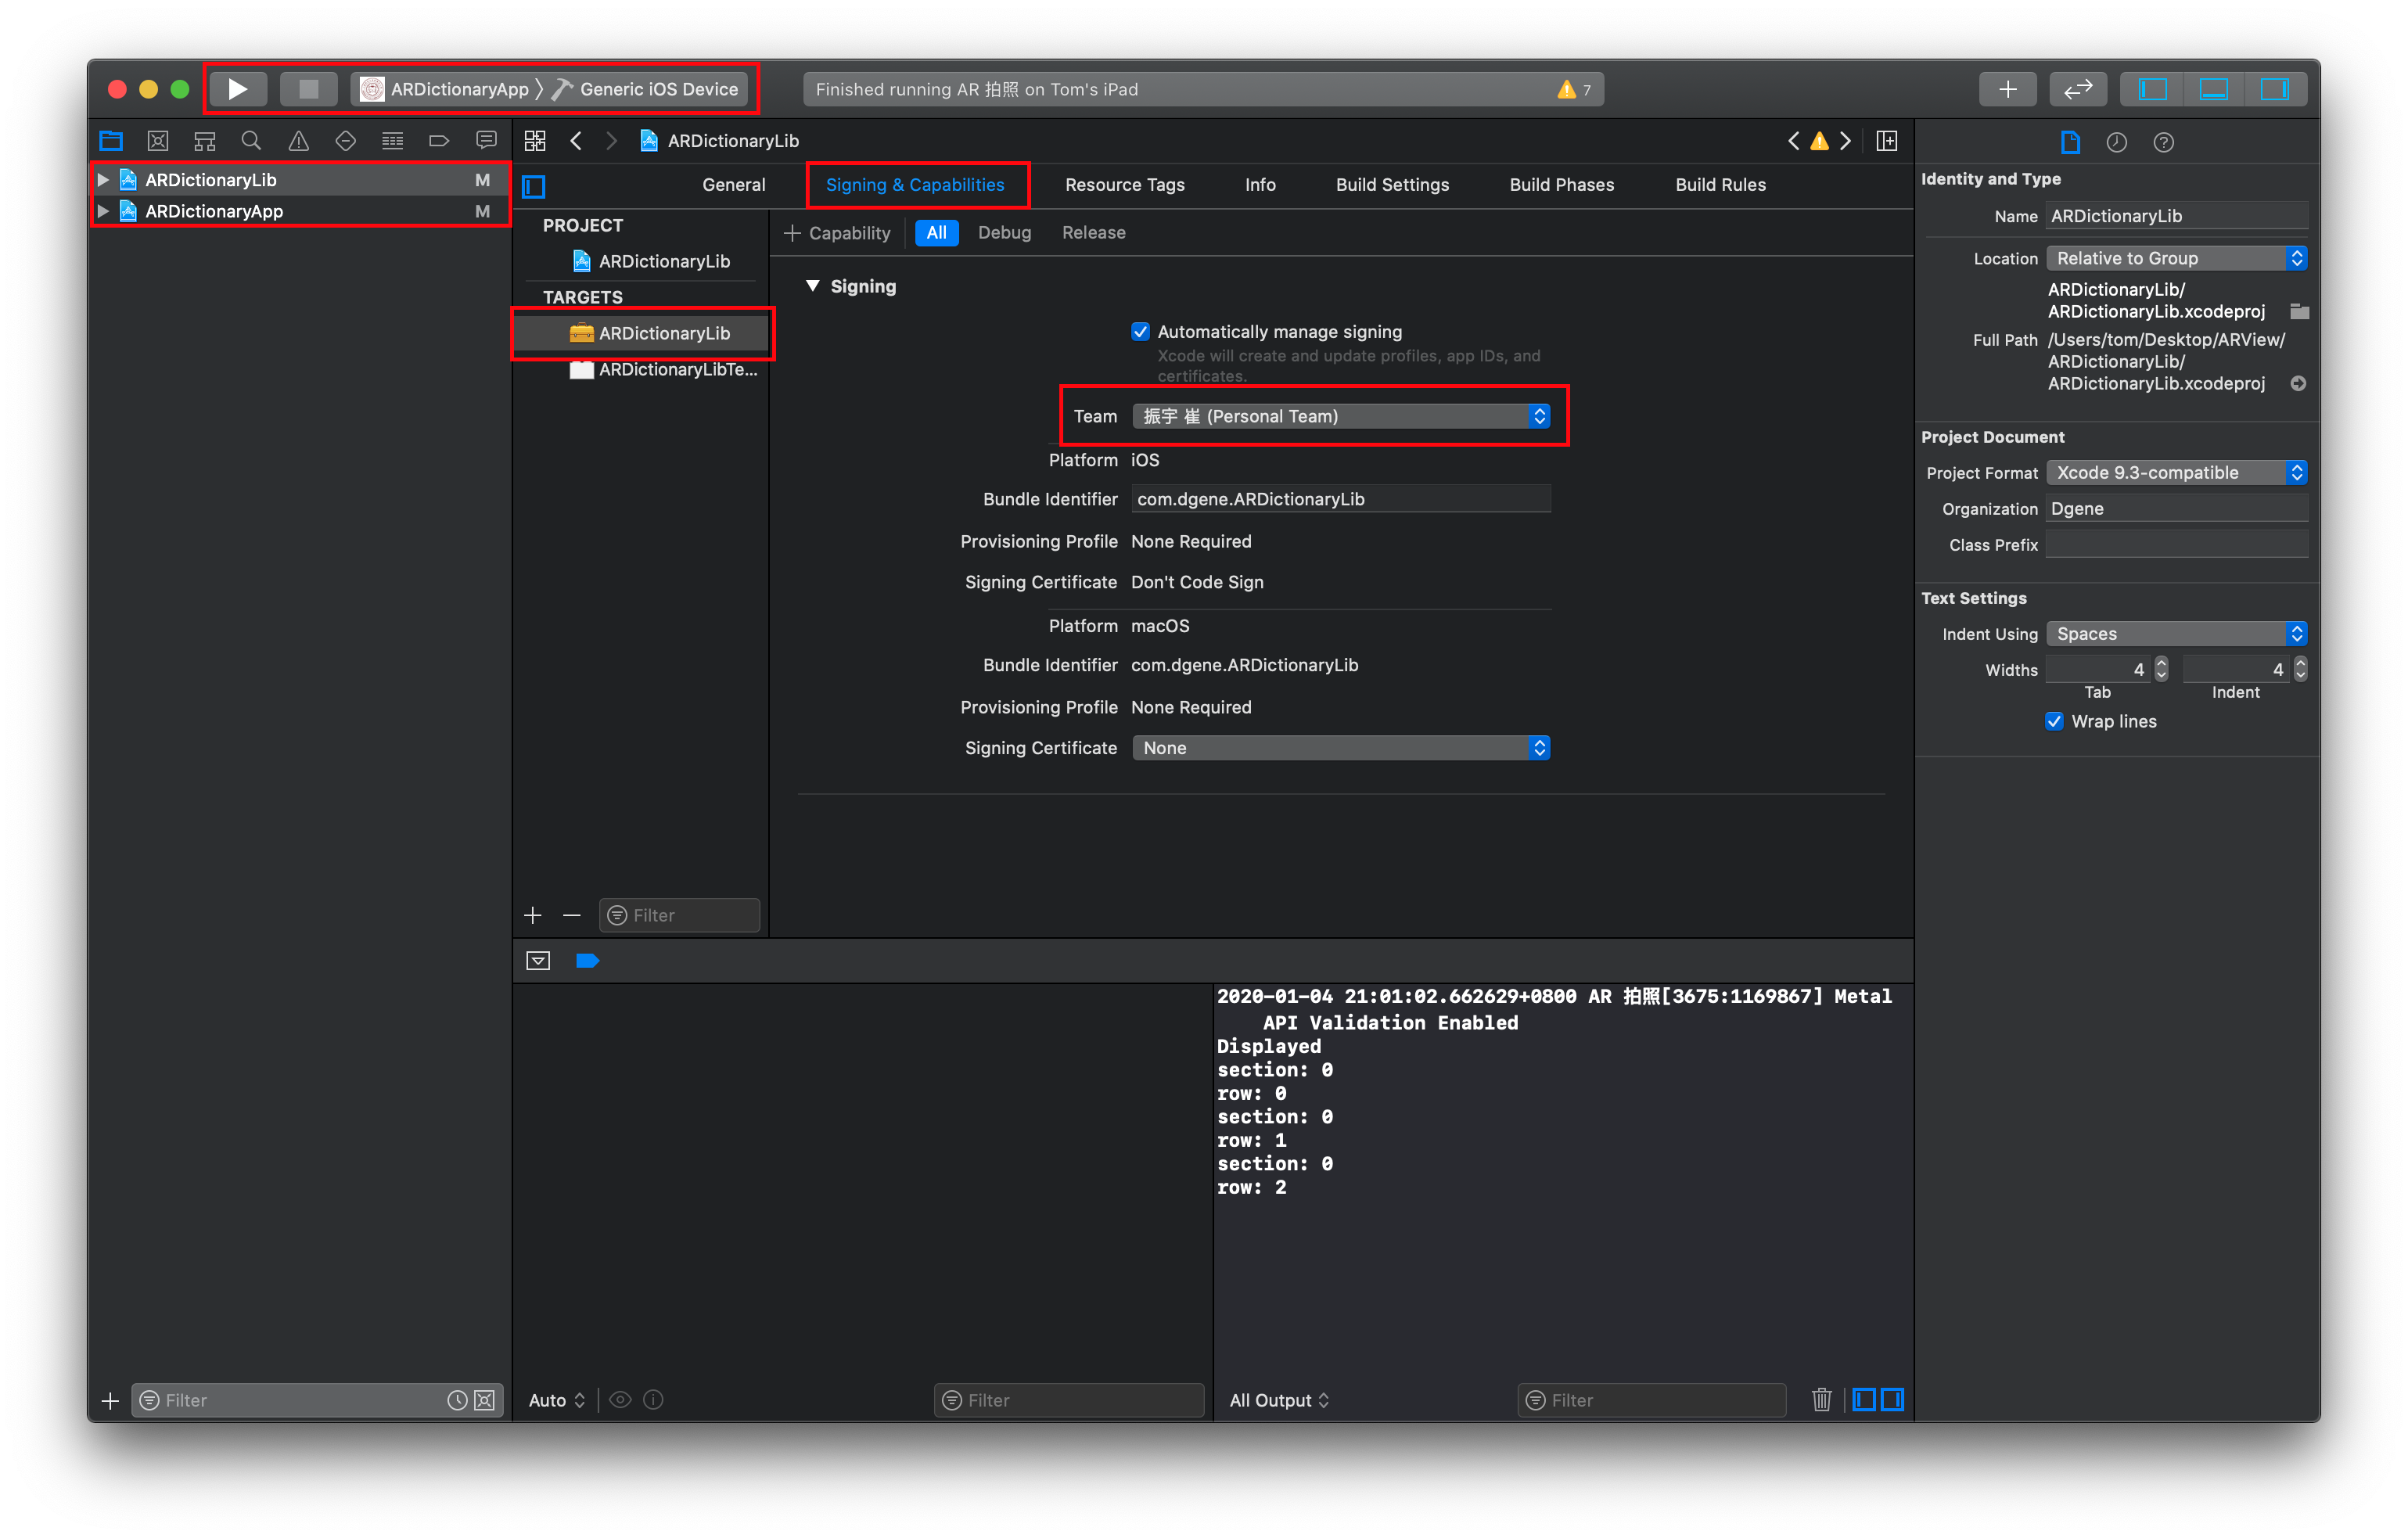 ARDictionaryApp 〉 Generic iOS Device
Finished running AR 拍照 on Tom's iPad
7
ARDictionaryLib M
ARDictionaryApp M
ARDictionaryLib
General Signing & Capabilities Resource Tags Info Build Settings Build Phases Build Rules
PROJECT
ARDictionaryLib
TARGETS
ARDictionaryLib
ARDictionaryLibTe...
Filter
+ Capability All Debug Release
Signing
Automatically manage signing
Xcode will create and update profiles, app IDs, and
certificates.
Team 振宇 崔 (Personal Team)
Platform iOS
Bundle Identifier com.dgene.ARDictionaryLib
Provisioning Profile None Required
Signing Certificate Don't Code Sign
Platform macOS
Bundle Identifier com.dgene.ARDictionaryLib
Provisioning Profile None Required
Signing Certificate None
Identity and Type
Name ARDictionaryLib
Location Relative to Group
ARDictionaryLib/
ARDictionaryLib.xcodeproj
Full Path /Users/tom/Desktop/ARView/
ARDictionaryLib/
ARDictionaryLib.xcodeproj
Project Document
Project Format Xcode 9.3-compatible
Organization Dgene
Class Prefix
Text Settings
Indent Using Spaces
Widths 4 4
Tab Indent
Wrap lines
2020-01-04 21:01:02.662629+0800 AR 拍照[3675:1169867] Metal
API Validation Enabled
Displayed
section: 0
row: 0
section: 0
row: 1
section: 0
row: 2
Filter
Auto
Filter
All Output
Filter